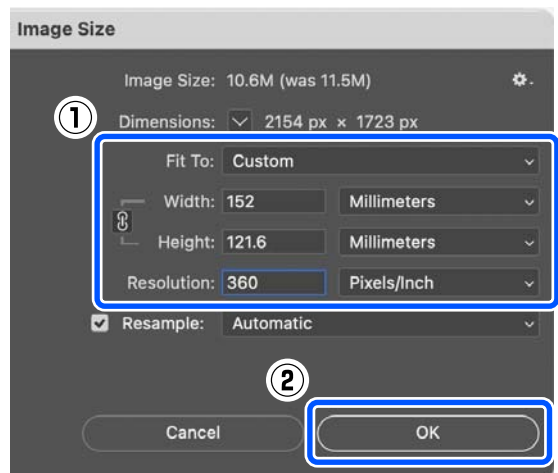 Image Size
Image Size: 10.6M (was 11.5M)
① Dimensions: 2154 px × 1723 px
Fit To: Custom
Width: 152 Millimeters
Height: 121.6 Millimeters
Resolution: 360 Pixels/Inch
Resample: Automatic
②
Cancel OK